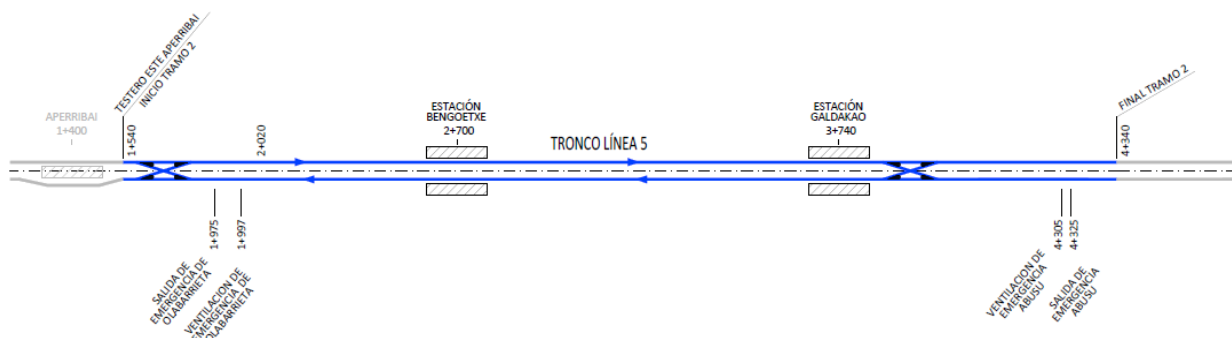 TESTERO ESTE APERRIBAI
INICIO TRAMO 2
APERRIBAI
1+400
1+540
2+020
ESTACIÓN
BENGOETXE
2+700
TRONCO LÍNEA 5
ESTACIÓN
GALDAKAO
3+740
FINAL TRAMO 2
4+340
1+975
1+997
SALIDA DE
EMERGENCIA DE
OLABARRIETA
VENTILACION DE
EMERGENCIA DE
OLABARRIETA
4+305
4+325
VENTILACION DE
EMERGENCIA
ABUSU
SALIDA DE
EMERGENCIA
ABUSU